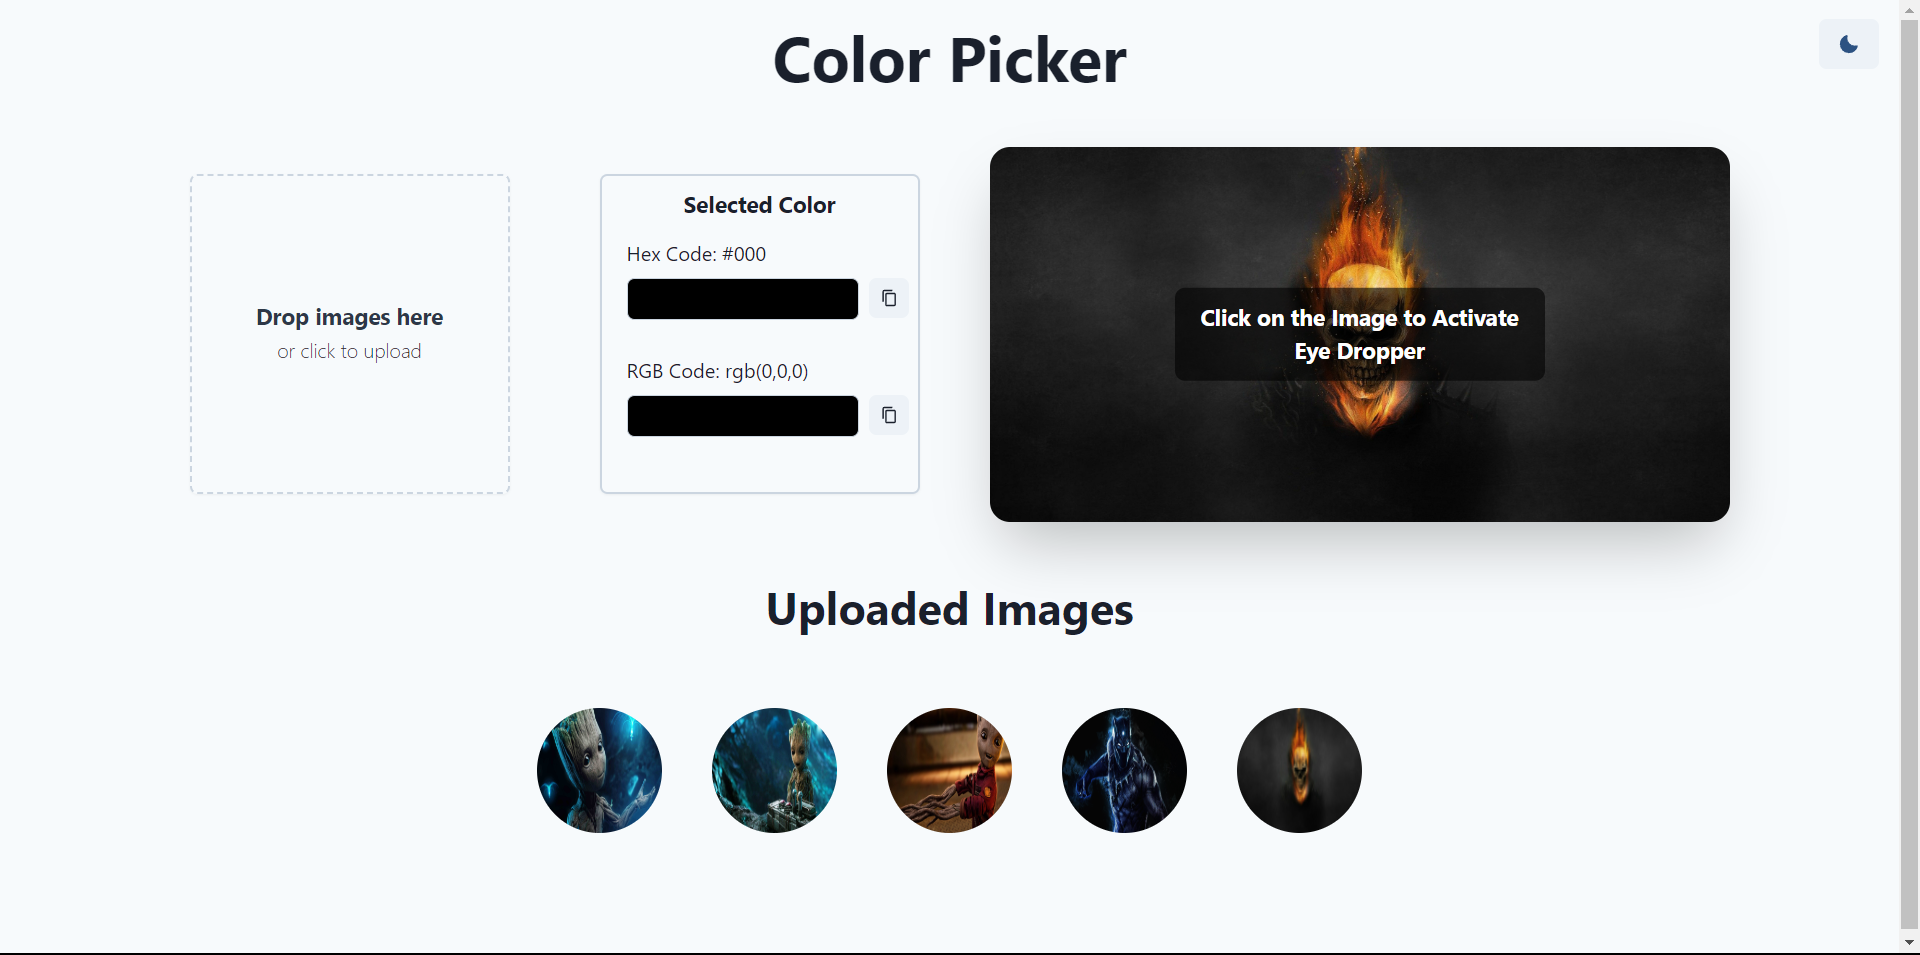 Color Picker
Drop images here
or click to upload
Selected Color
Hex Code: #000
RGB Code: rgb(0,0,0)
Click on the Image to Activate
Eye Dropper
Uploaded Images